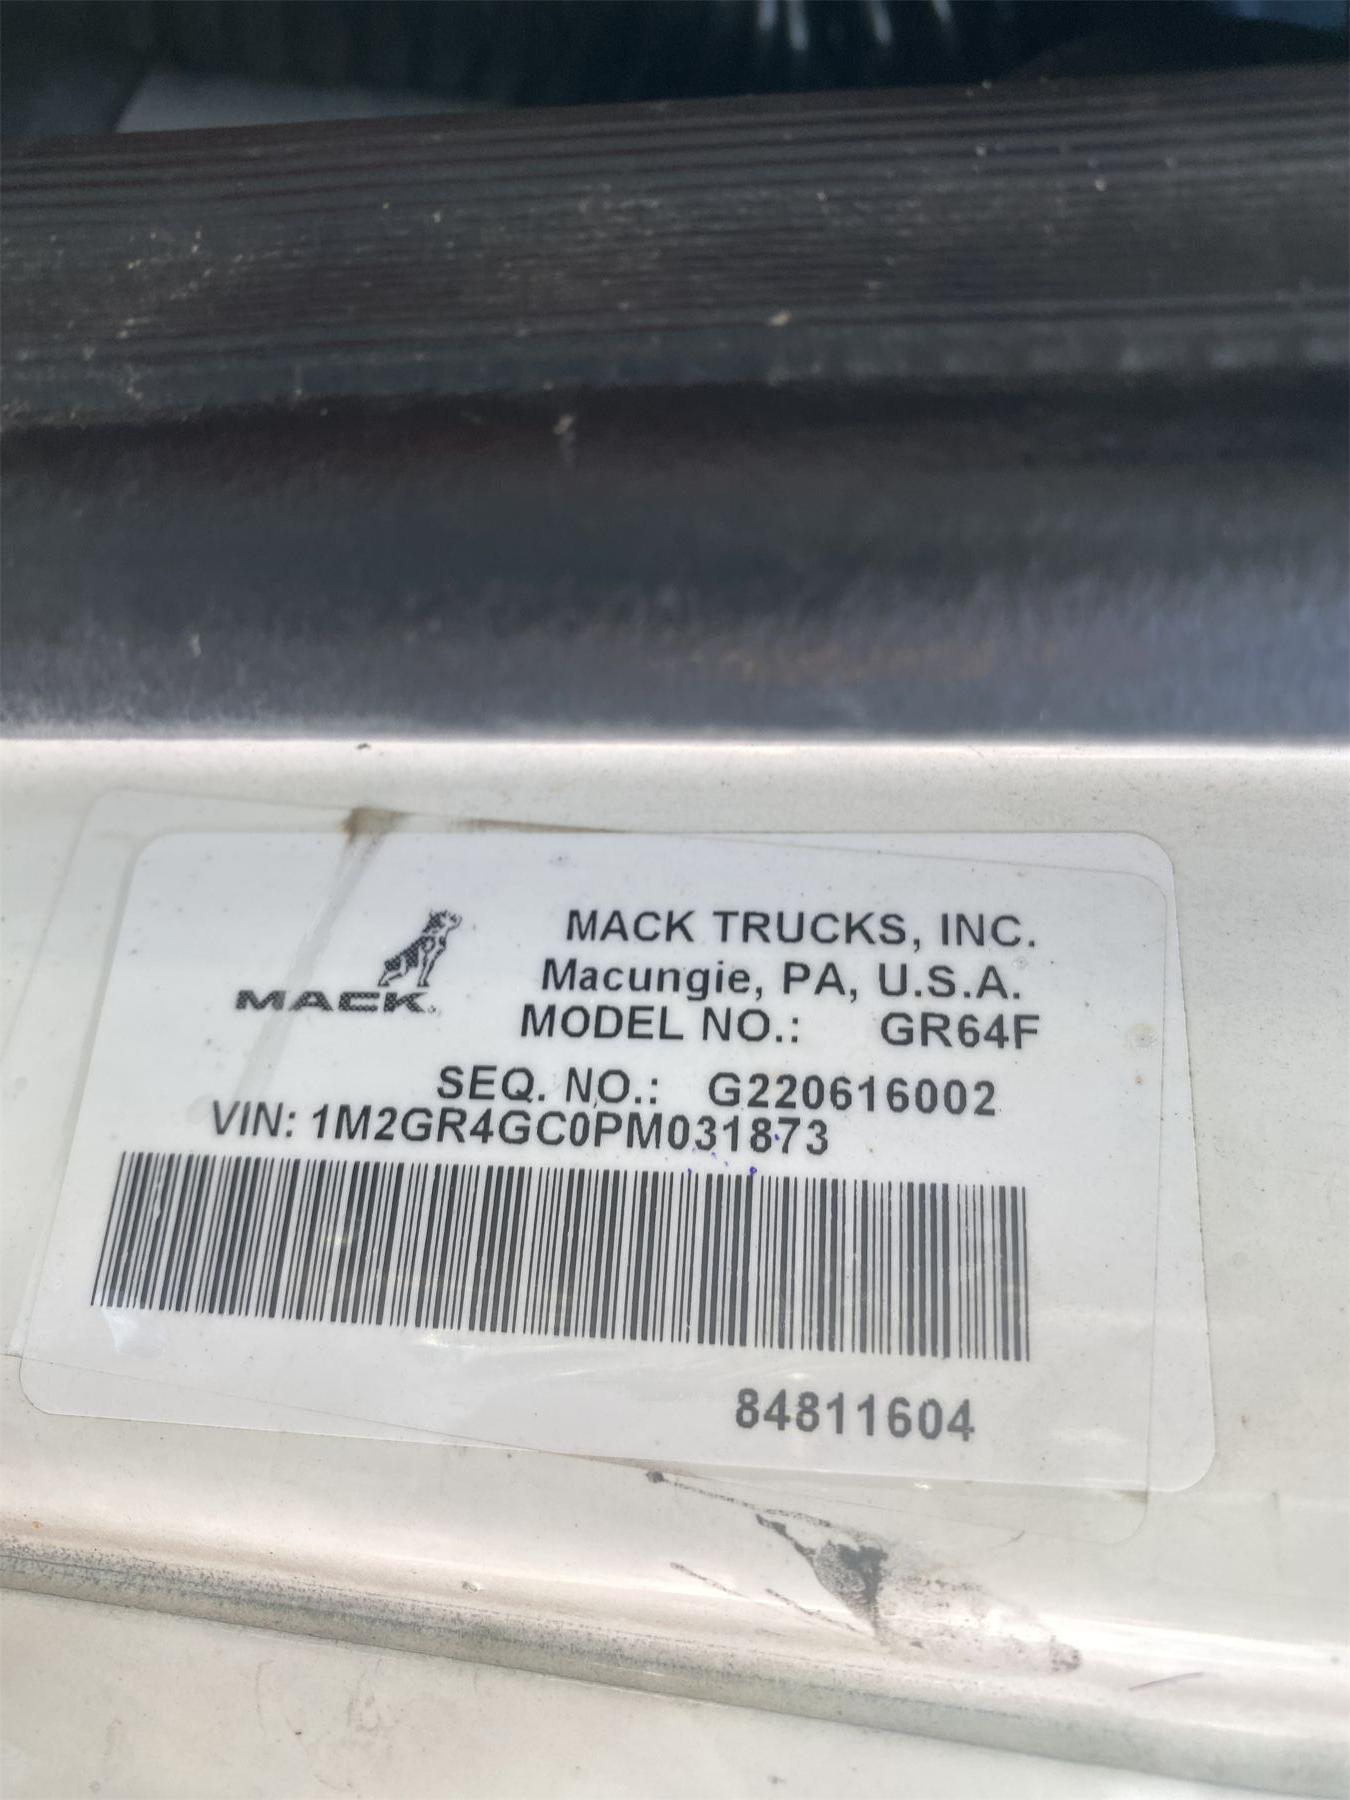 MACK
MACK TRUCKS, INC.
Macungie, PA, U.S.A.
MODEL NO.: GR64F
SEQ. NO.: G220616002
VIN: 1M2GR4GC0PM031873
84811604